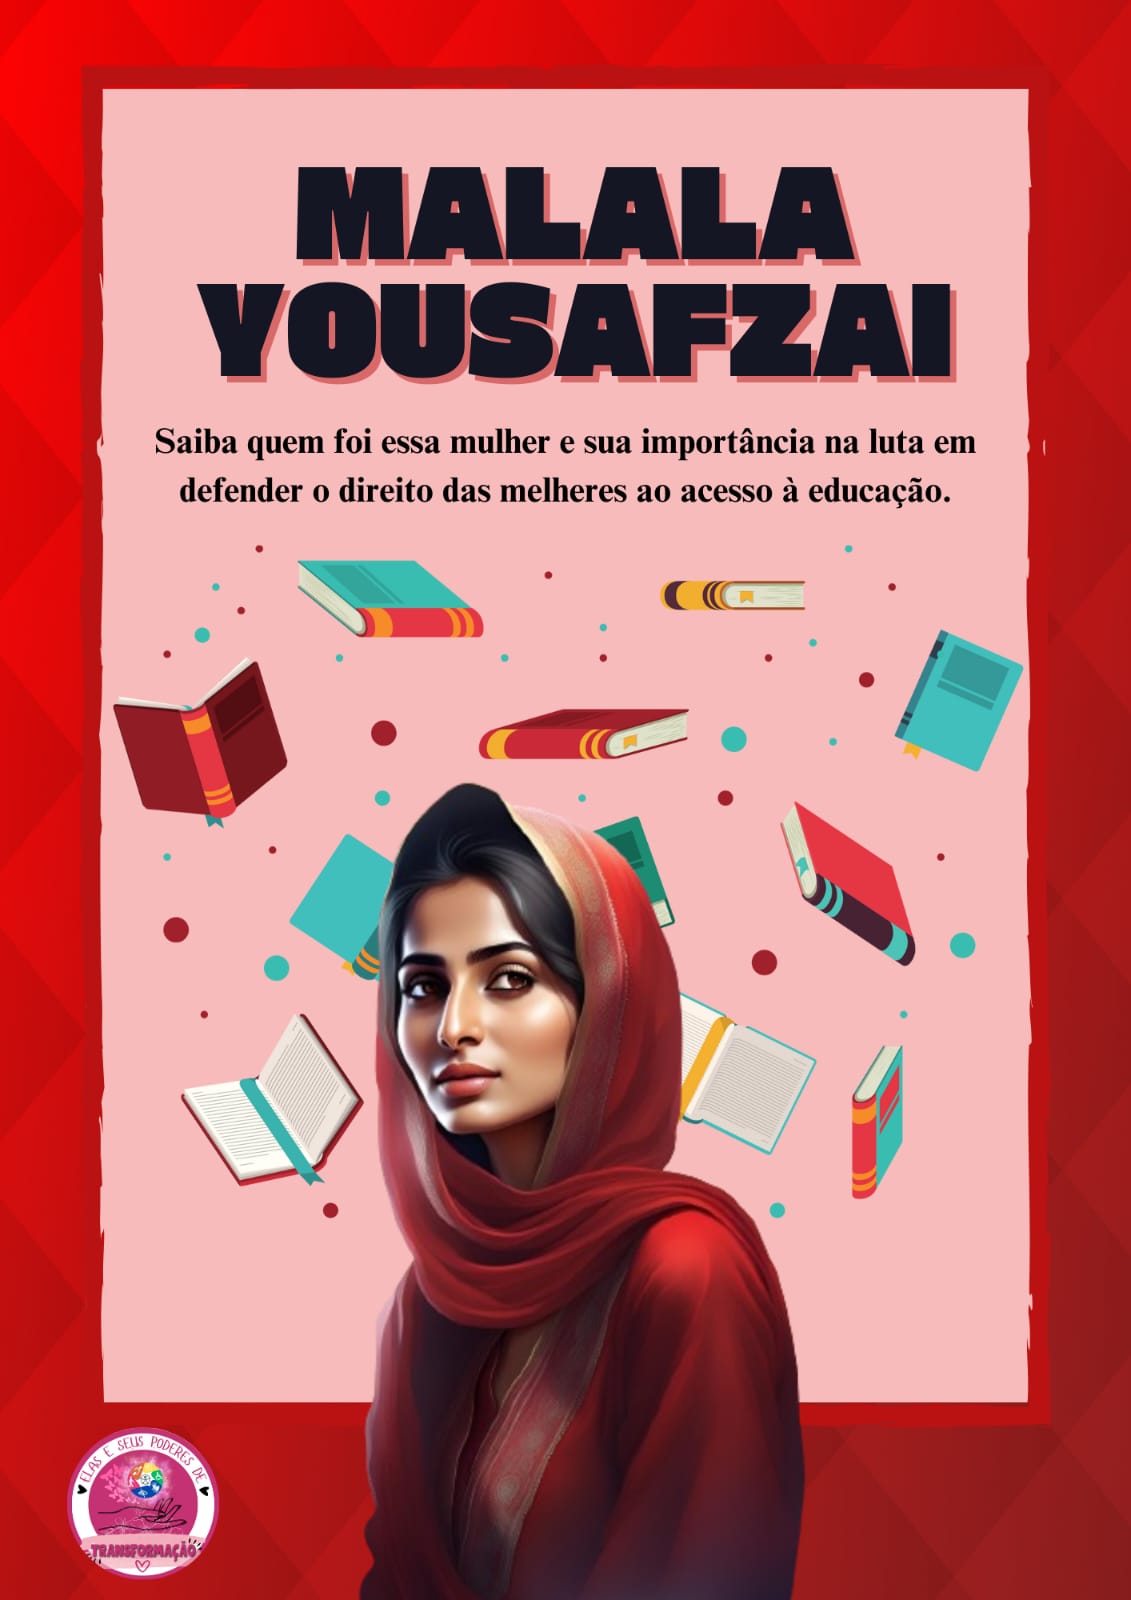 MALALA
YOUSAFZAI
Saiba quem foi essa mulher e sua importância na luta em
defender o direito das melheres ao acesso à educação.
ELAS E SEUS PODERES DE
TRANSFORMAÇÃO